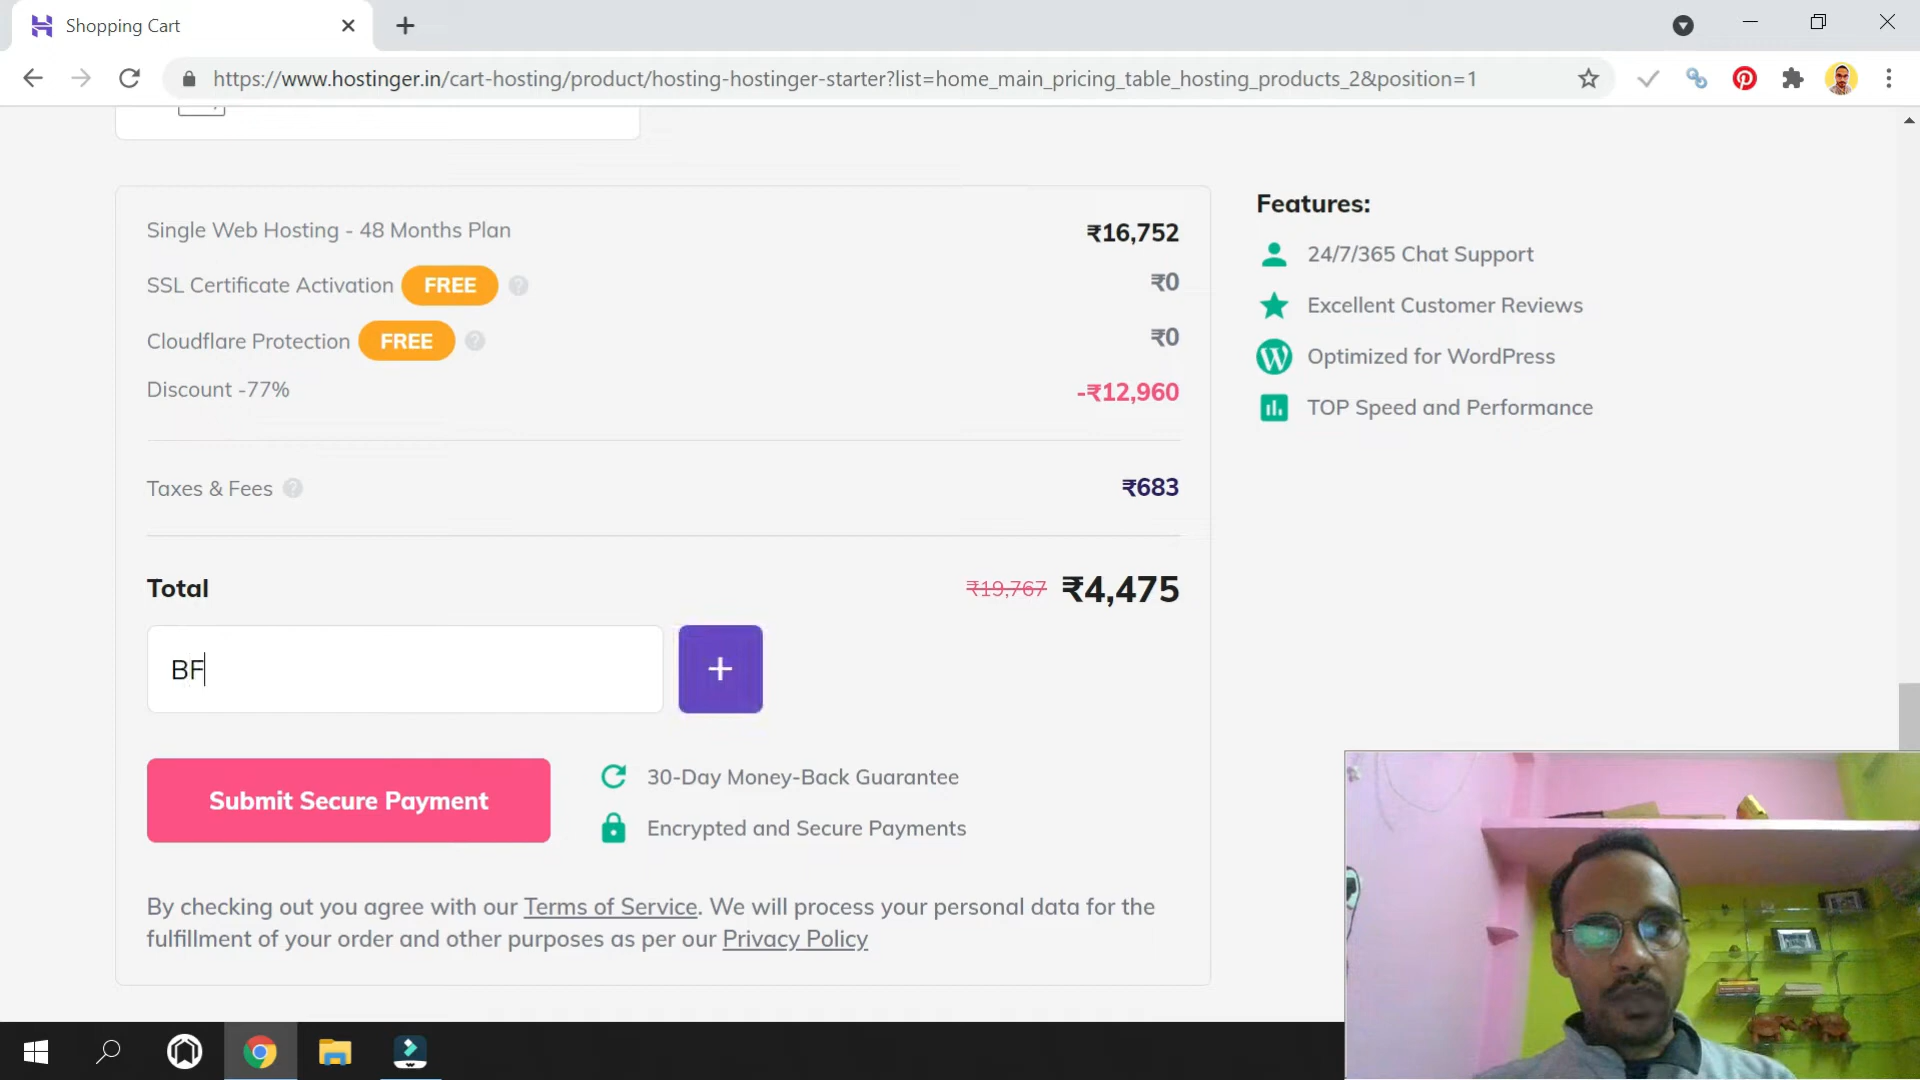 Shopping Cart
https://www.hostinger.in/cart-hosting/product/hosting-hostinger-starter?list=home_main_pricing_table_hosting_products_2&position=1
Single Web Hosting - 48 Months Plan ₹16,752
SSL Certificate Activation FREE ? ₹0
Cloudflare Protection FREE ? ₹0
Discount -77% -₹12,960
Taxes & Fees ? ₹683
Total ₹19,767 ₹4,475
BF +
Submit Secure Payment
30-Day Money-Back Guarantee
Encrypted and Secure Payments
By checking out you agree with our Terms of Service. We will process your personal data for the
fulfillment of your order and other purposes as per our Privacy Policy
Features:
24/7/365 Chat Support
Excellent Customer Reviews
Optimized for WordPress
TOP Speed and Performance